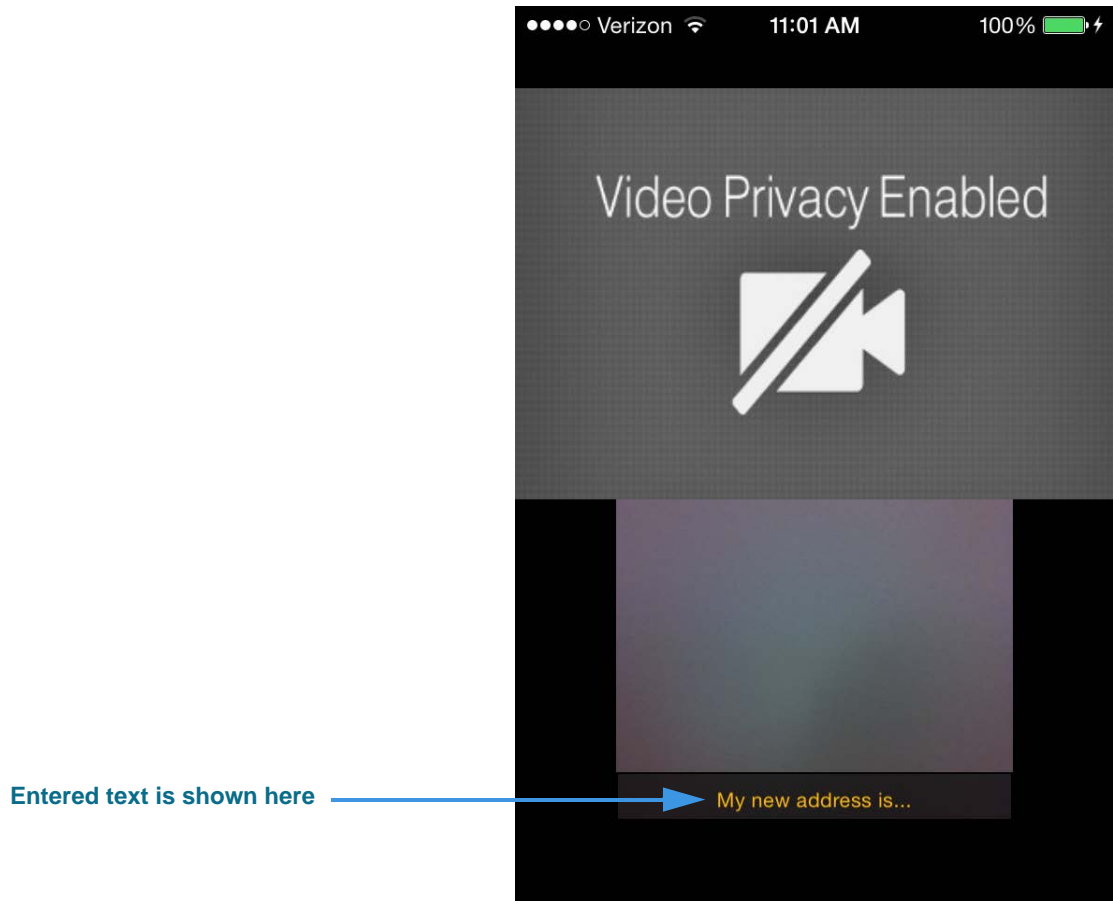 Verizon 11:01 AM 100%
Video Privacy Enabled
Entered text is shown here
My new address is...